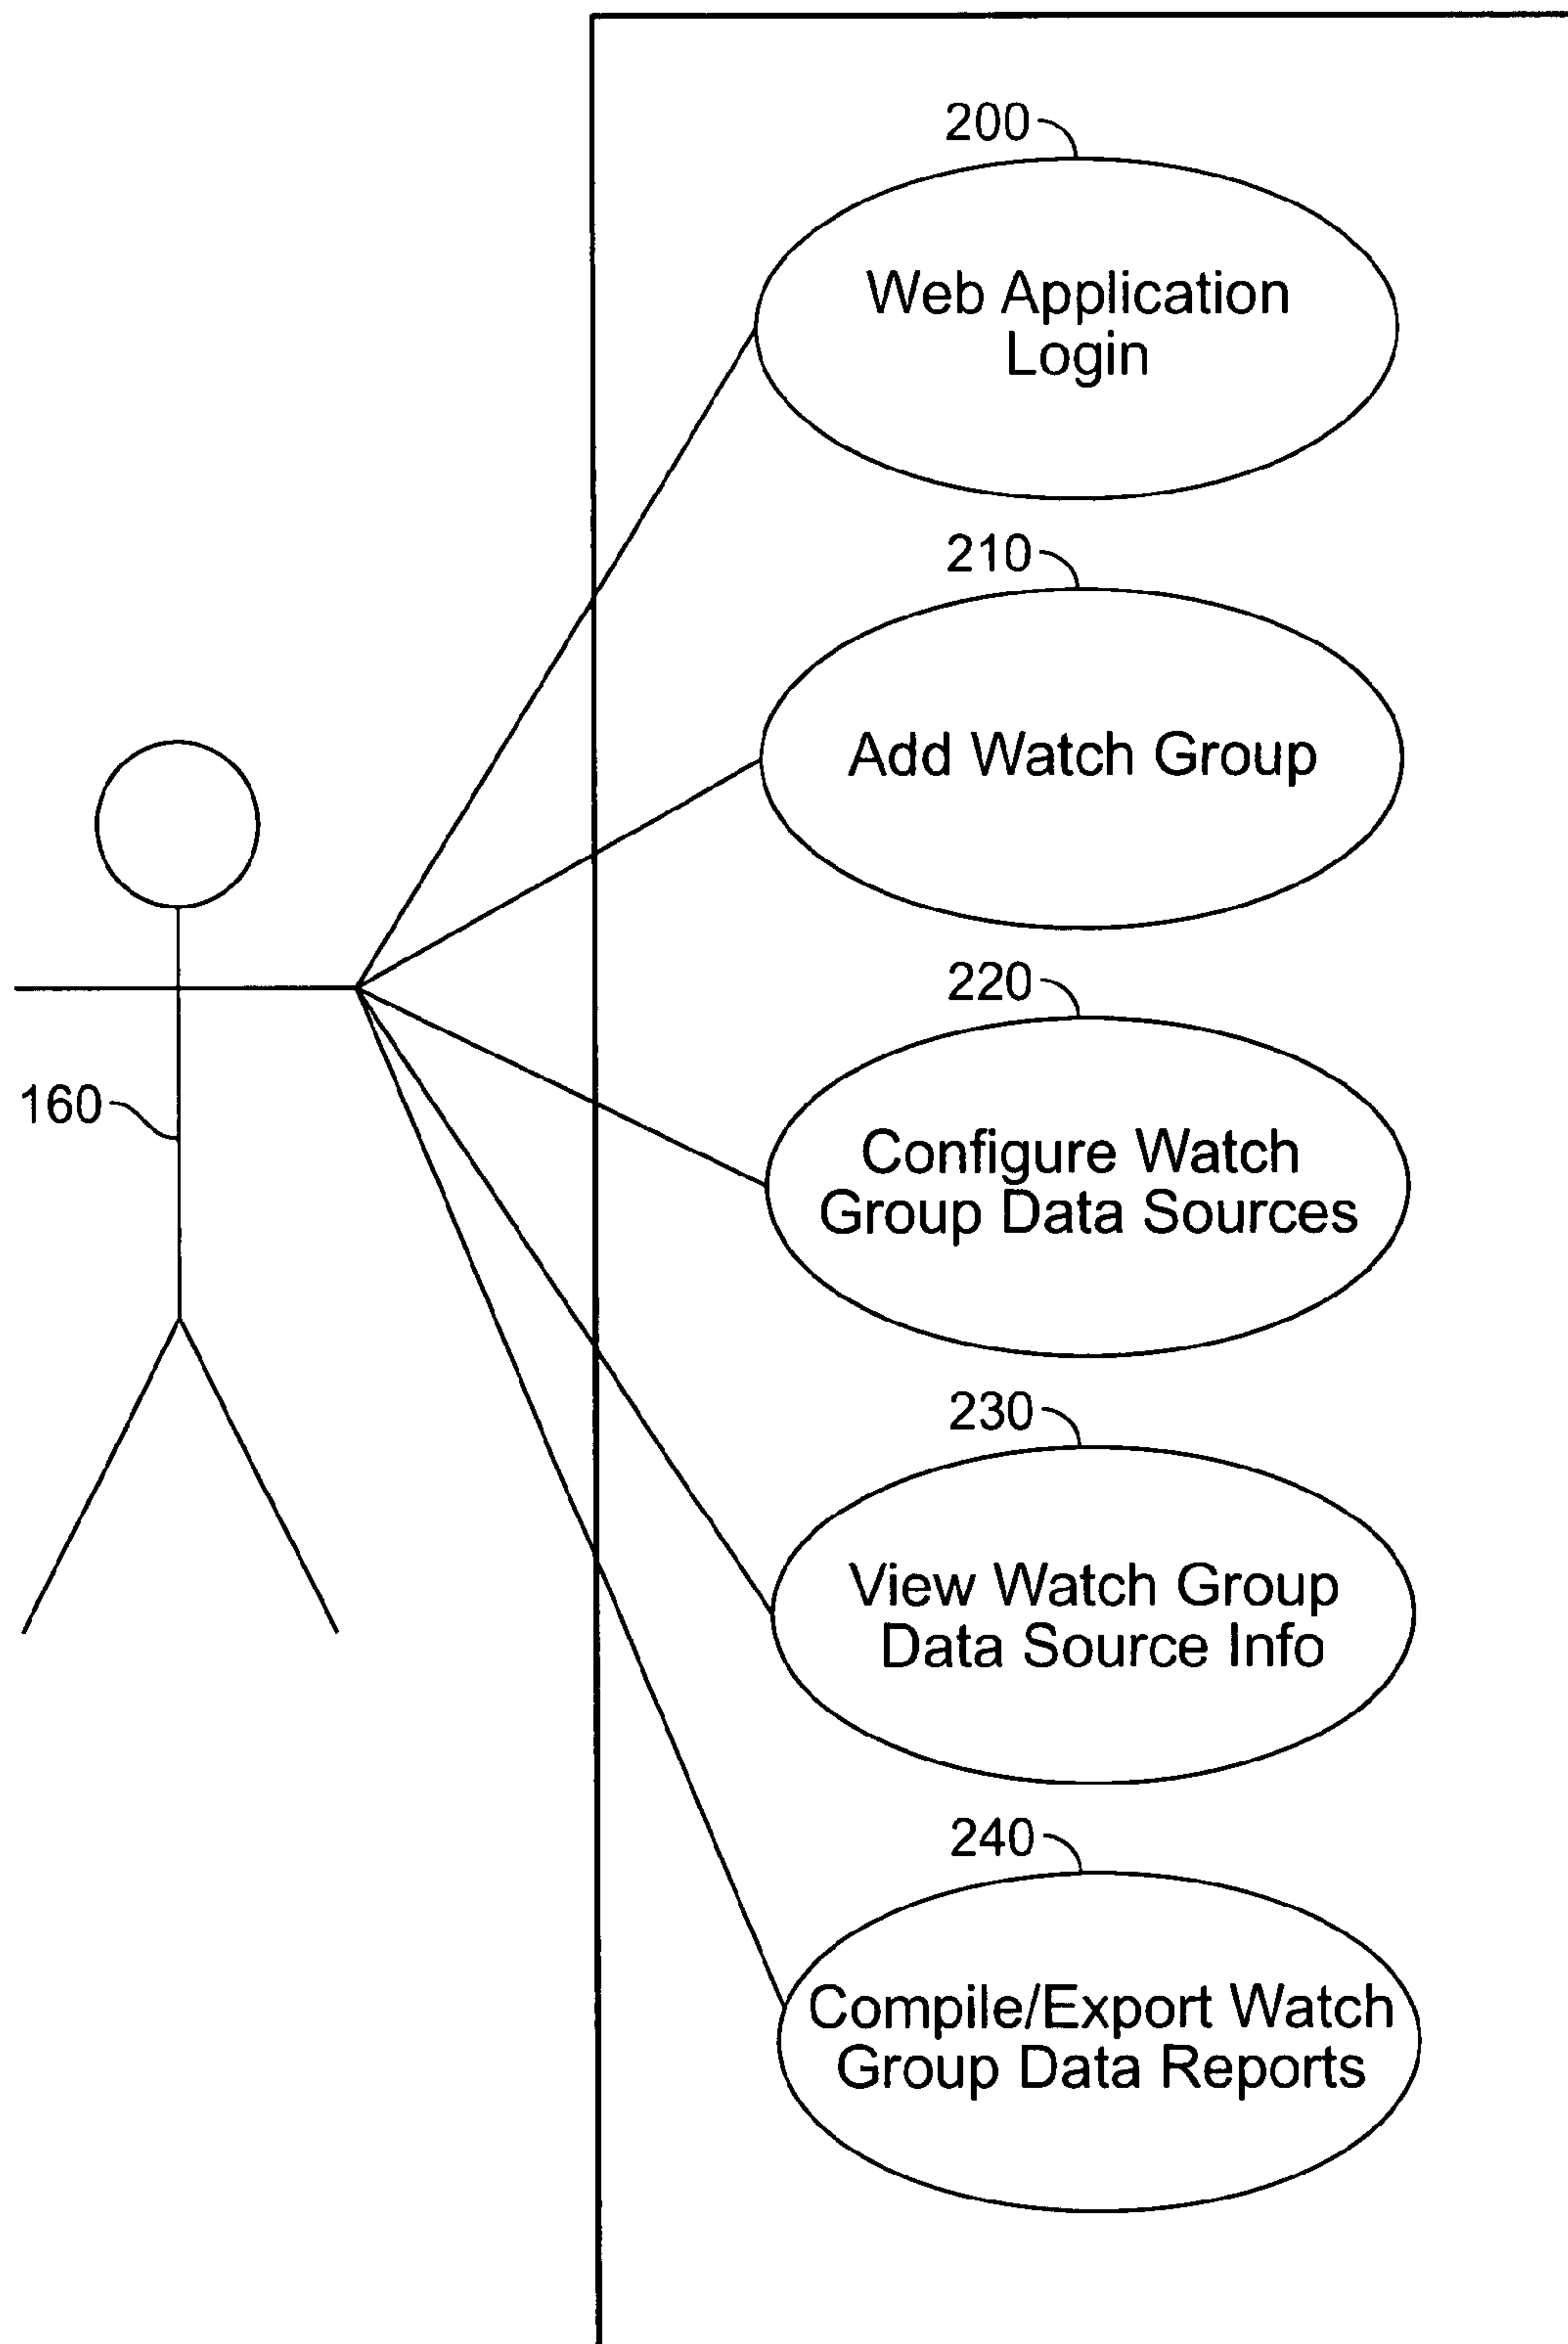 200
Web Application
Login
210
Add Watch Group
220
Configure Watch
Group Data Sources
160
230
View Watch Group
Data Source Info
240
Compile/Export Watch
Group Data Reports